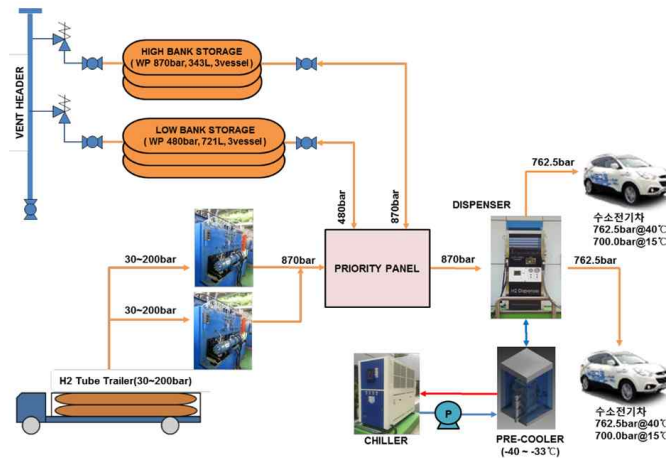 VENT HEADER
HIGH BANK STORAGE
( WP 870bar, 343L, 3vessel )
LOW BANK STORAGE
( WP 480bar, 721L, 3vessel )
480bar
870bar
762.5bar
DISPENSER
수소전기차
762.5bar@40℃
700.0bar@15℃
30~200bar
870bar
PRIORITY PANEL
870bar
H2 Dispenser
762.5bar
30~200bar
H2 Tube Trailer(30~200bar)
P
CHILLER
PRE-COOLER
(-40 ~ -33℃)
수소전기차
762.5bar@40℃
700.0bar@15℃